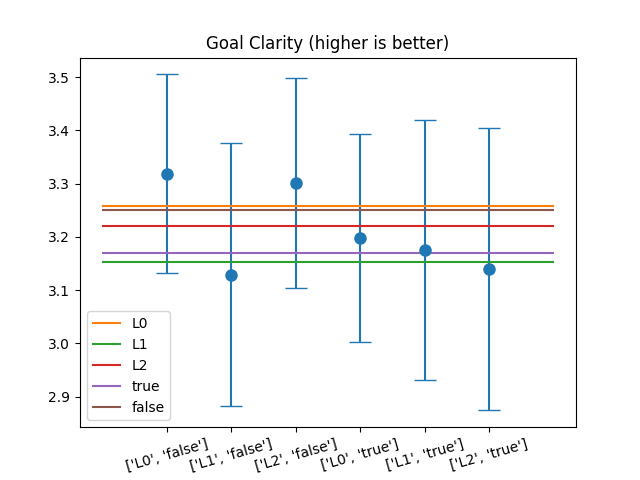 Goal Clarity (higher is better)
3.5
3.4
3.3
3.2
3.1
3.0
2.9
L0
L1
L2
true
false
['L0', 'false']
['L1', 'false']
['L2', 'false']
['L0', 'true']
['L1', 'true']
['L2', 'true']